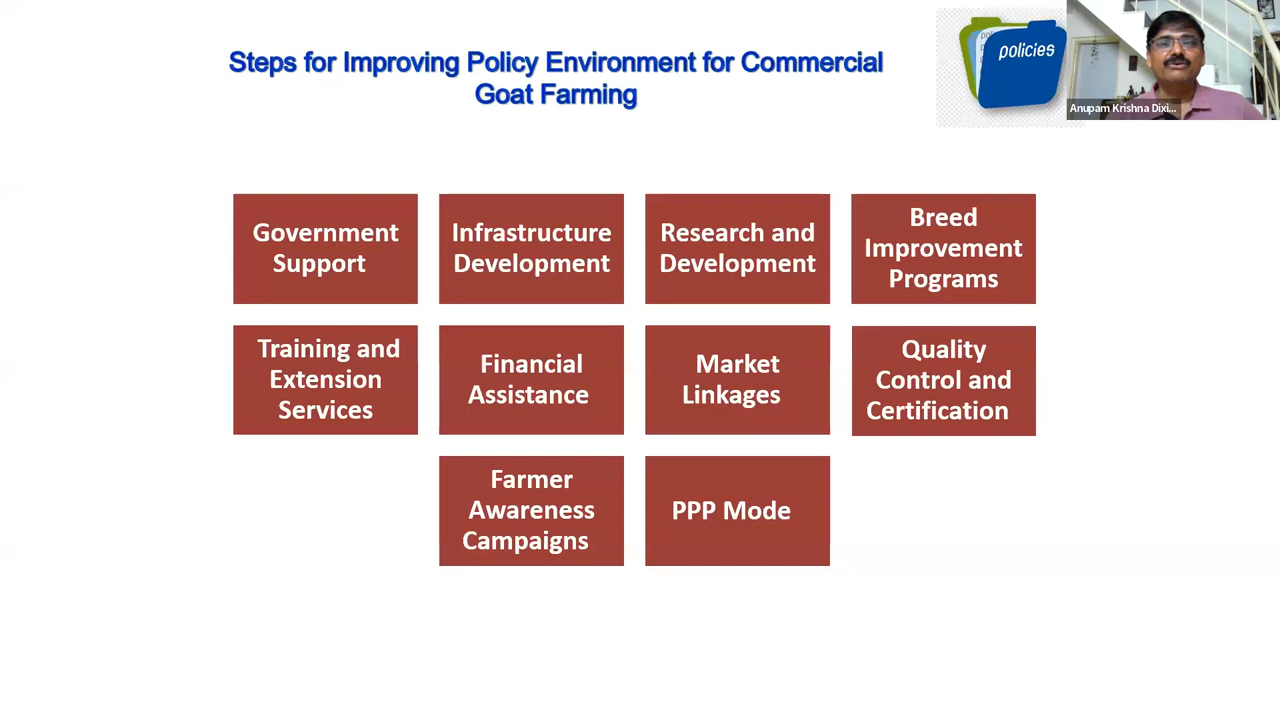 Steps for Improving Policy Environment for Commercial
Goat Farming
policies
Anupam Krishna Dixi...
Government
Support
Infrastructure
Development
Research and
Development
Breed
Improvement
Programs
Training and
Extension
Services
Financial
Assistance
Market
Linkages
Quality
Control and
Certification
Farmer
Awareness
Campaigns
PPP Mode